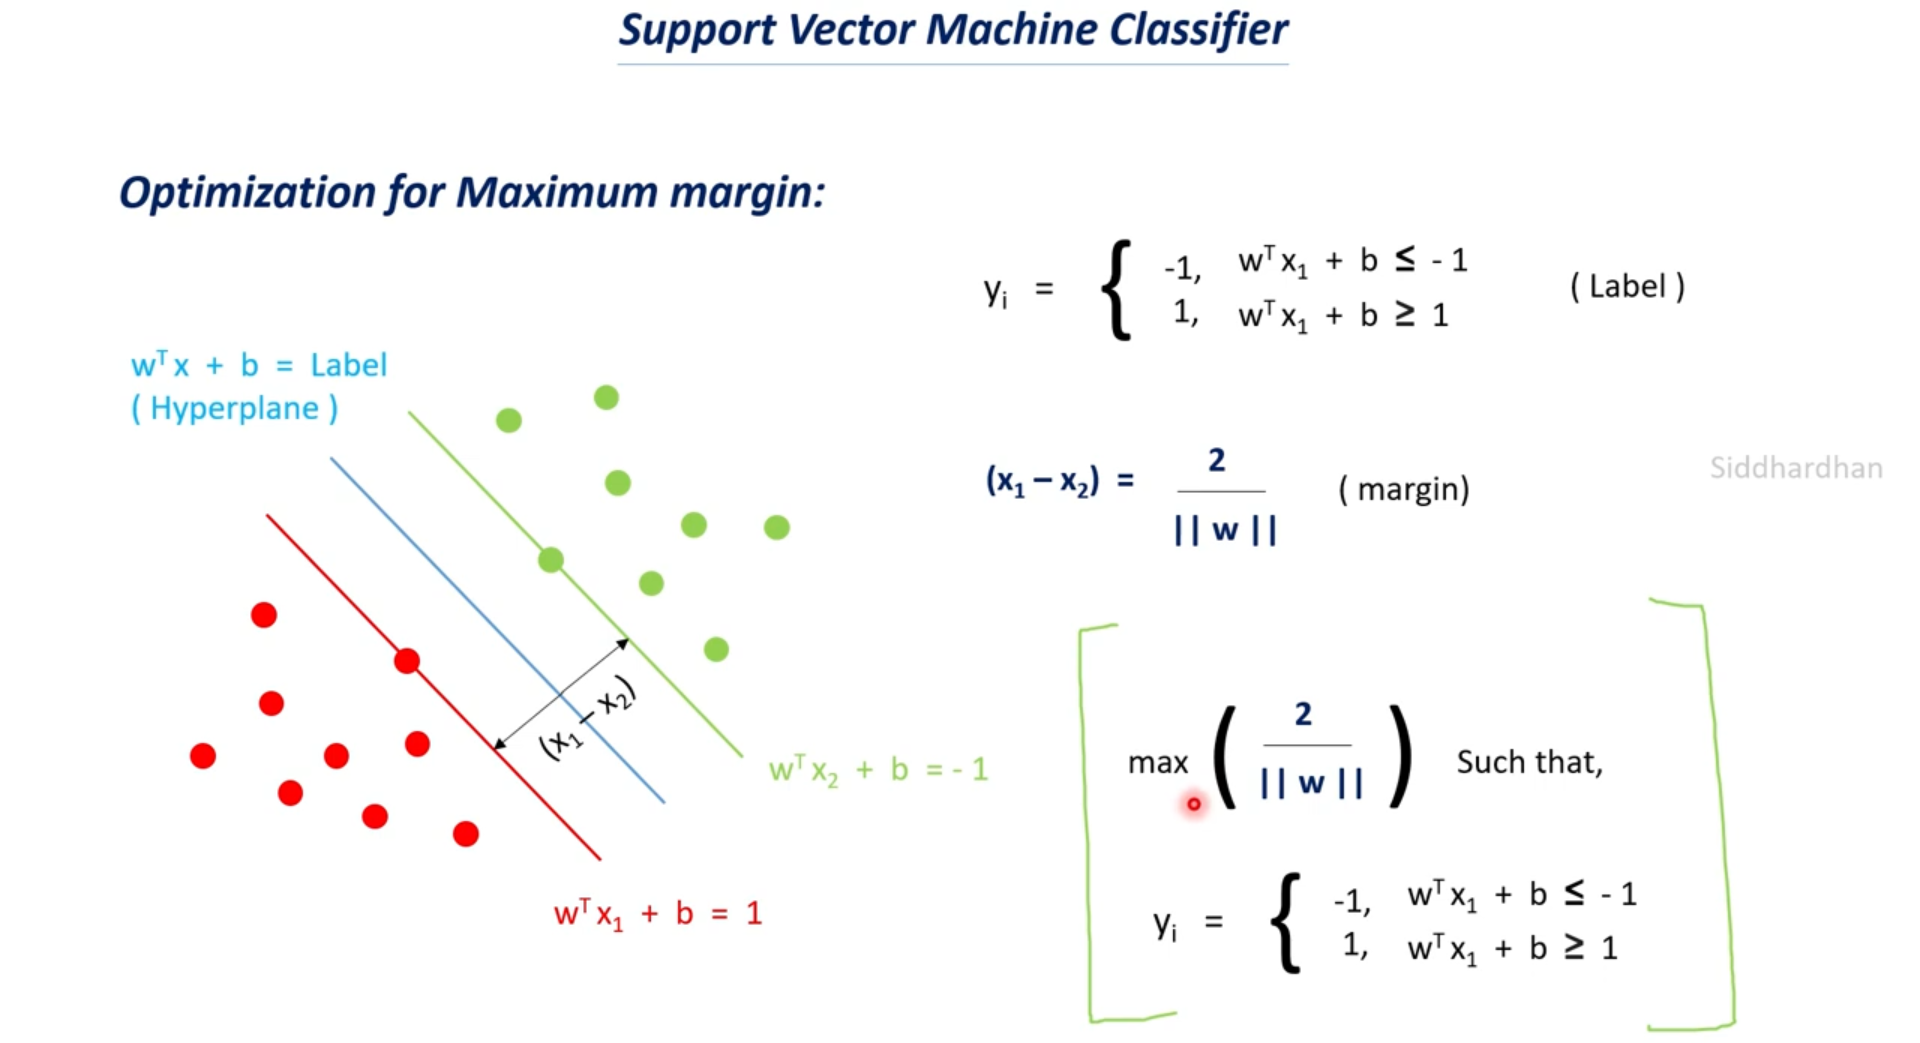 Support Vector Machine Classifier
Optimization for Maximum margin:
yᵢ = { -1, wᵀx₁ + b ≤ - 1
1, wᵀx₁ + b ≥ 1
( Label )
wᵀx + b = Label
( Hyperplane )
(x₁ – x₂) = 2 / || w || ( margin)
Siddhardhan
(x₁ – x₂)
wᵀx₂ + b = - 1
wᵀx₁ + b = 1
max ( 2 / || w || ) Such that,
yᵢ = { -1, wᵀx₁ + b ≤ - 1
1, wᵀx₁ + b ≥ 1